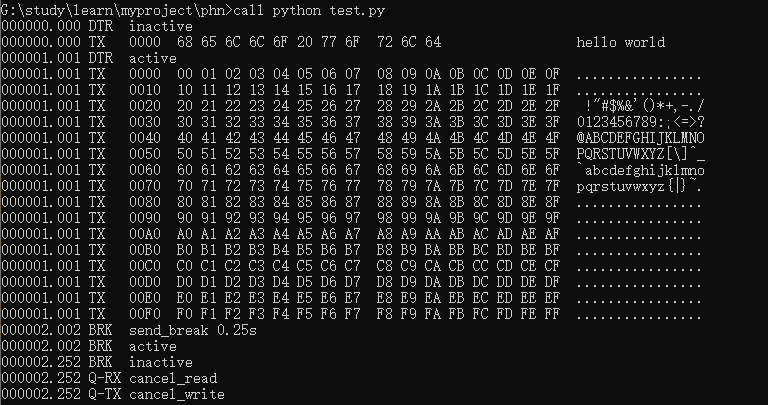 G:\study\learn\myproject\phn>call python test.py
000000.000 DTR  inactive
000000.000 TX   0000  68 65 6C 6C 6F 20 77 6F  72 6C 64                 hello world
000001.001 DTR  active
000001.001 TX   0000  00 01 02 03 04 05 06 07  08 09 0A 0B 0C 0D 0E 0F  ................
000001.001 TX   0010  10 11 12 13 14 15 16 17  18 19 1A 1B 1C 1D 1E 1F  ................
000001.001 TX   0020  20 21 22 23 24 25 26 27  28 29 2A 2B 2C 2D 2E 2F   !"#$%&'()*+,-./
000001.001 TX   0030  30 31 32 33 34 35 36 37  38 39 3A 3B 3C 3D 3E 3F  0123456789:;<=>?
000001.001 TX   0040  40 41 42 43 44 45 46 47  48 49 4A 4B 4C 4D 4E 4F  @ABCDEFGHIJKLMNO
000001.001 TX   0050  50 51 52 53 54 55 56 57  58 59 5A 5B 5C 5D 5E 5F  PQRSTUVWXYZ[\]^_
000001.001 TX   0060  60 61 62 63 64 65 66 67  68 69 6A 6B 6C 6D 6E 6F  `abcdefghijklmno
000001.001 TX   0070  70 71 72 73 74 75 76 77  78 79 7A 7B 7C 7D 7E 7F  pqrstuvwxyz{|}~.
000001.001 TX   0080  80 81 82 83 84 85 86 87  88 89 8A 8B 8C 8D 8E 8F  ................
000001.001 TX   0090  90 91 92 93 94 95 96 97  98 99 9A 9B 9C 9D 9E 9F  ................
000001.001 TX   00A0  A0 A1 A2 A3 A4 A5 A6 A7  A8 A9 AA AB AC AD AE AF  ................
000001.001 TX   00B0  B0 B1 B2 B3 B4 B5 B6 B7  B8 B9 BA BB BC BD BE BF  ................
000001.001 TX   00C0  C0 C1 C2 C3 C4 C5 C6 C7  C8 C9 CA CB CC CD CE CF  ................
000001.001 TX   00D0  D0 D1 D2 D3 D4 D5 D6 D7  D8 D9 DA DB DC DD DE DF  ................
000001.001 TX   00E0  E0 E1 E2 E3 E4 E5 E6 E7  E8 E9 EA EB EC ED EE EF  ................
000001.001 TX   00F0  F0 F1 F2 F3 F4 F5 F6 F7  F8 F9 FA FB FC FD FE FF  ................
000002.002 BRK  send_break 0.25s
000002.002 BRK  active
000002.252 BRK  inactive
000002.252 Q-RX cancel_read
000002.252 Q-TX cancel_write